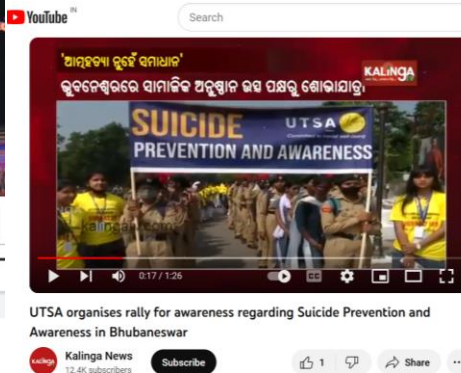 YouTube IN
Search
'ଆତ୍ମହତ୍ୟା ନୁହେଁ ସମାଧାନ'
KALINGA
ଭୁବନେଶ୍ୱରରେ ସାମାଜିକ ଅନୁଷ୍ଠାନ ଉତ୍ସ ପକ୍ଷରୁ ଶୋଭାଯାତ୍ରା
SUICIDE UTSA
PREVENTION AND AWARENESS
0:17 / 1:26
CC
UTSA organises rally for awareness regarding Suicide Prevention and
Awareness in Bhubaneswar
KALINGA
Kalinga News
12.4K subscribers
Subscribe
1
Share
...